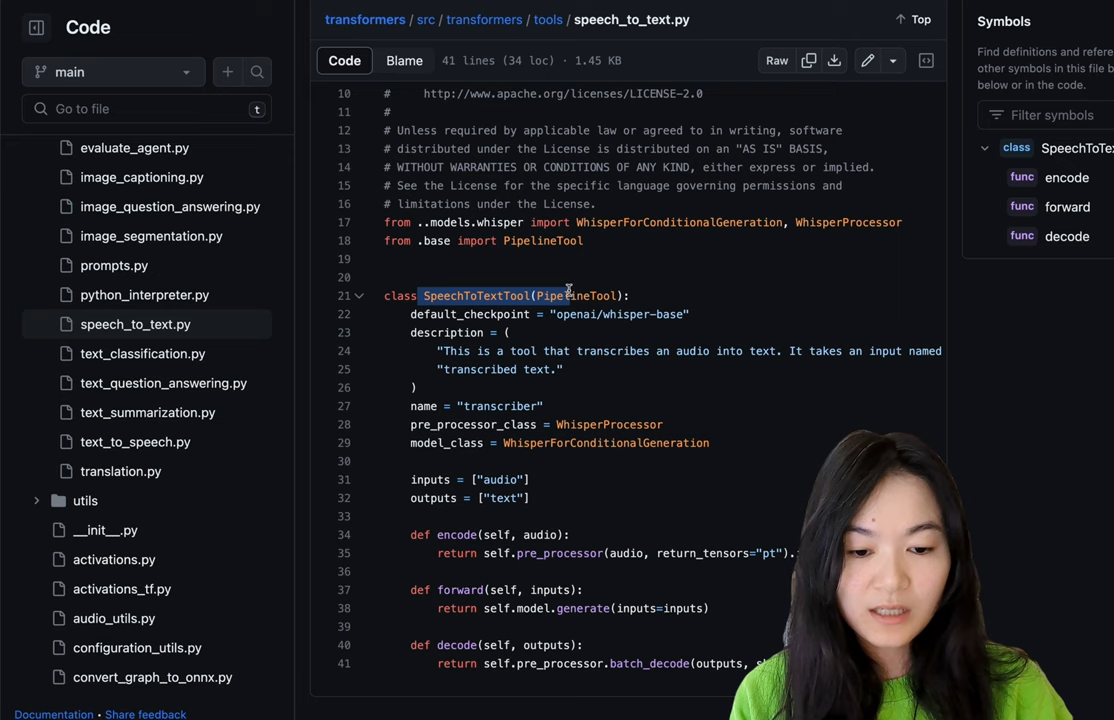 Code
main
Go to file
t
evaluate_agent.py
image_captioning.py
image_question_answering.py
image_segmentation.py
prompts.py
python_interpreter.py
speech_to_text.py
text_classification.py
text_question_answering.py
text_summarization.py
text_to_speech.py
translation.py
utils
__init__.py
activations.py
activations_tf.py
audio_utils.py
configuration_utils.py
convert_graph_to_onnx.py
Documentation • Share feedback
transformers / src / transformers / tools / speech_to_text.py
Top
Code Blame 41 lines (34 loc) · 1.45 KB
Raw
10 # http://www.apache.org/licenses/LICENSE-2.0
11 #
12 # Unless required by applicable law or agreed to in writing, software
13 # distributed under the License is distributed on an "AS IS" BASIS,
14 # WITHOUT WARRANTIES OR CONDITIONS OF ANY KIND, either express or implied.
15 # See the License for the specific language governing permissions and
16 # limitations under the License.
17 from ..models.whisper import WhisperForConditionalGeneration, WhisperProcessor
18 from .base import PipelineTool
19
20
21 class SpeechToTextTool(PipelineTool):
22 default_checkpoint = "openai/whisper-base"
23 description = (
24 "This is a tool that transcribes an audio into text. It takes an input named
25 "transcribed text."
26 )
27 name = "transcriber"
28 pre_processor_class = WhisperProcessor
29 model_class = WhisperForConditionalGeneration
30
31 inputs = ["audio"]
32 outputs = ["text"]
33
34 def encode(self, audio):
35 return self.pre_processor(audio, return_tensors="pt").
36
37 def forward(self, inputs):
38 return self.model.generate(inputs=inputs)
39
40 def decode(self, outputs):
41 return self.pre_processor.batch_decode(outputs,
Symbols
Find definitions and refere
other symbols in this file b
below or in the code.
Filter symbols
class SpeechToTe
func encode
func forward
func decode